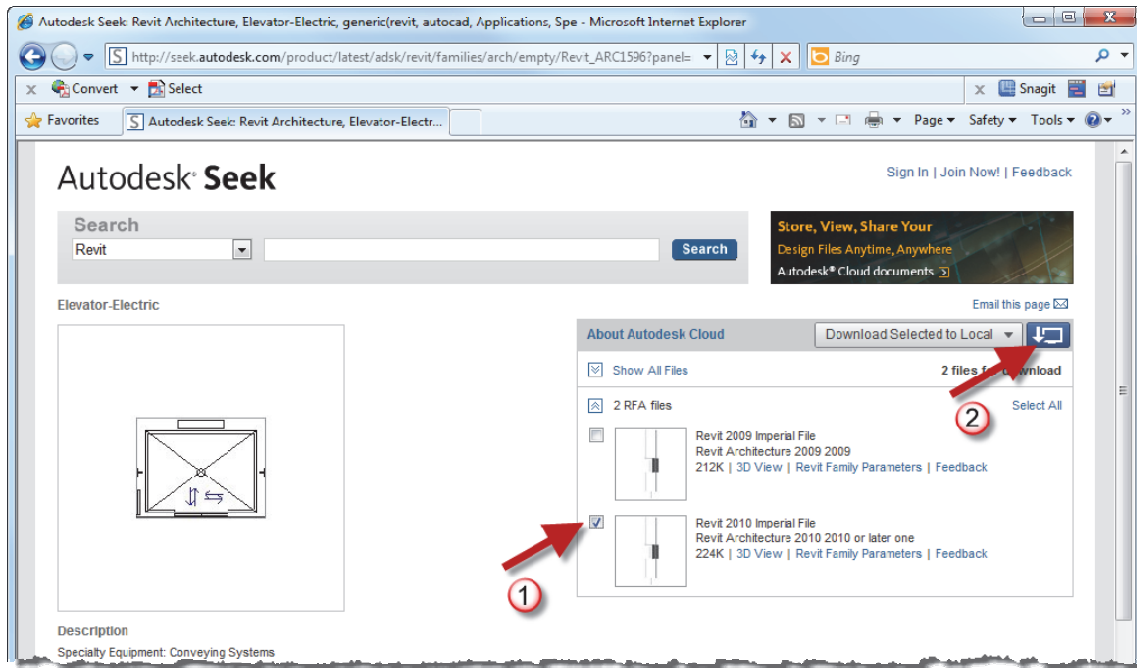 Autodesk Seek: Revit Architecture, Elevator-Electric, generic(revit, autocad, Applications, Spe - Microsoft Internet Explorer
http://seek.autodesk.com/product/latest/adsk/revit/families/arch/empty/Revit_ARC1596?panel=
Bing
x Convert Select x Snagit
Favorites Autodesk Seek: Revit Architecture, Elevator-Electr... Page Safety Tools
Autodesk® Seek
Sign In | Join Now! | Feedback
Search
Revit Search
Store, View, Share Your
Design Files Anytime, Anywhere
Autodesk® Cloud documents
Elevator-Electric
Email this page
About Autodesk Cloud Download Selected to Local
Show All Files 2 files for download
2 RFA files Select All
2
Revit 2009 Imperial File
Revit Architecture 2009 2009
212K | 3D View | Revit Family Parameters | Feedback
Revit 2010 Imperial File
Revit Architecture 2010 2010 or later one
224K | 3D View | Revit Family Parameters | Feedback
1
Description
Specialty Equipment: Conveying Systems